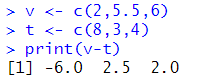 > v <- c(2,5.5,6)
> t <- c(8,3,4)
> print(v-t)
[1] -6.0  2.5  2.0